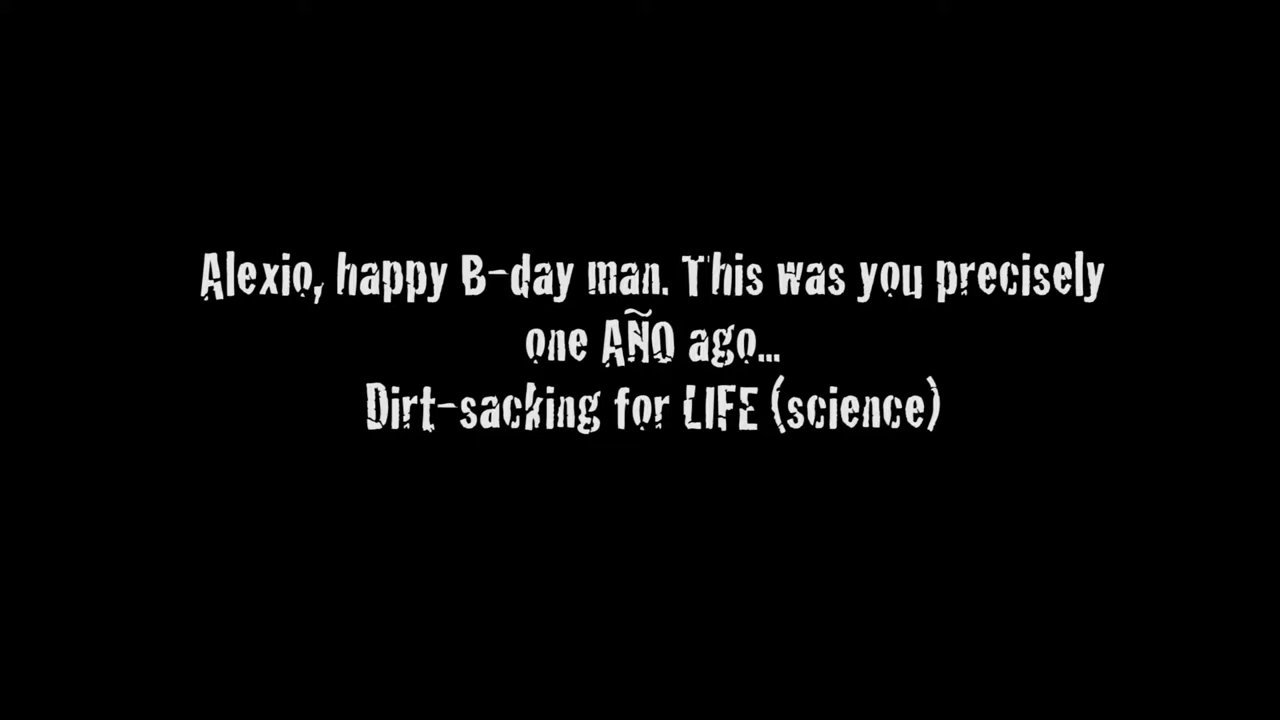 Alexio, happy B-day man. This was you precisely
one AÑO ago...
Dirt-sacking for LIFE (science)